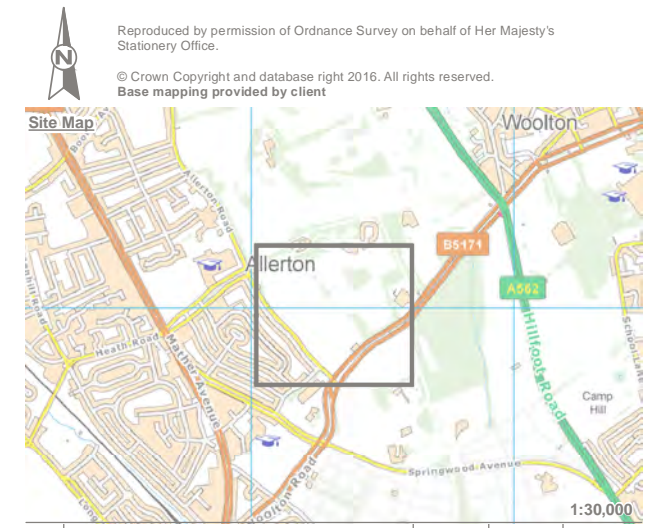 N
Reproduced by permission of Ordnance Survey on behalf of Her Majesty's
Stationery Office.
© Crown Copyright and database right 2016. All rights reserved.
Base mapping provided by client
Site Map
Woolton
Allerton Road
B5171
Allerton
A562
Heath Road
Mather Avenue
Hillfoot Road
School Lane
Camp
Hill
Springwood Avenue
Woolton Road
1:30,000